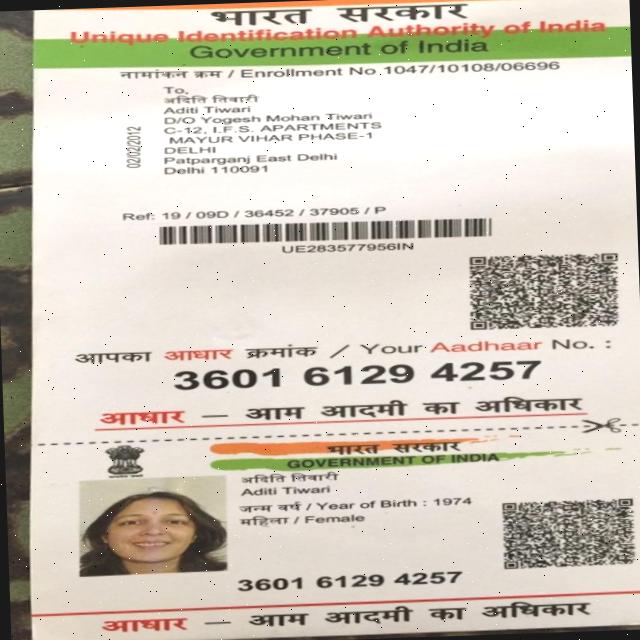 भारत सरकार
Unique Identification Authority of India
Government of India
नामांकन क्रम / Enrollment No 1047/10108/06696
To,
अदिति तिवारी
Aditi Tiwari
D/O Yogesh Mohan Tiwari
C-12, I.F.S. APARTMENTS
MAYUR VIHAR PHASE-1
DELHI
Patparganj East Delhi
Delhi 110091
02/02/2012
Ref: 19 / 09D / 36452 / 37905 / P
UE283577956IN
आपका आधार क्रमांक / Your Aadhaar No. :
3601 6129 4257
आधार — आम आदमी का अधिकार
भारत सरकार
GOVERNMENT OF INDIA
अदिति तिवारी
Aditi Tiwari
जन्म वर्ष / Year of Birth : 1974
महिला / Female
3601 6129 4257
आधार — आम आदमी का अधिकार